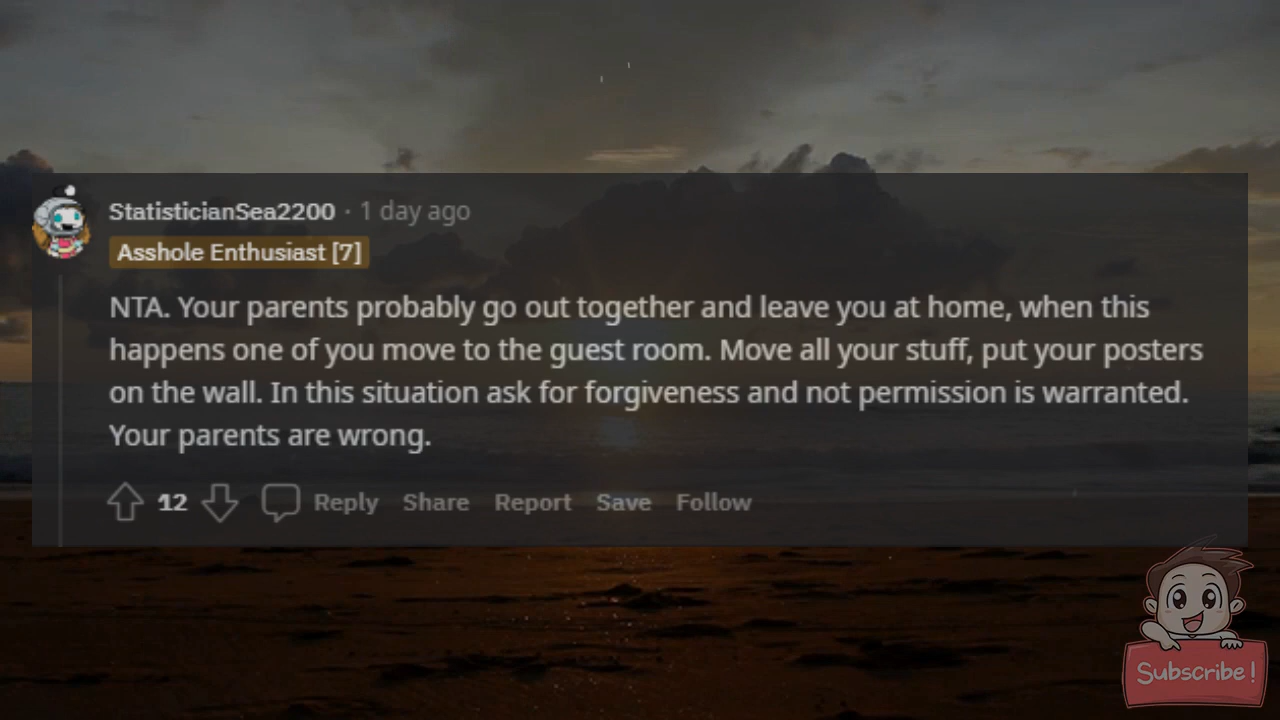 StatisticianSea2200 · 1 day ago
Asshole Enthusiast [7]
NTA. Your parents probably go out together and leave you at home, when this
happens one of you move to the guest room. Move all your stuff, put your posters
on the wall. In this situation ask for forgiveness and not permission is warranted.
Your parents are wrong.
12 Reply Share Report Save Follow
Subscribe!